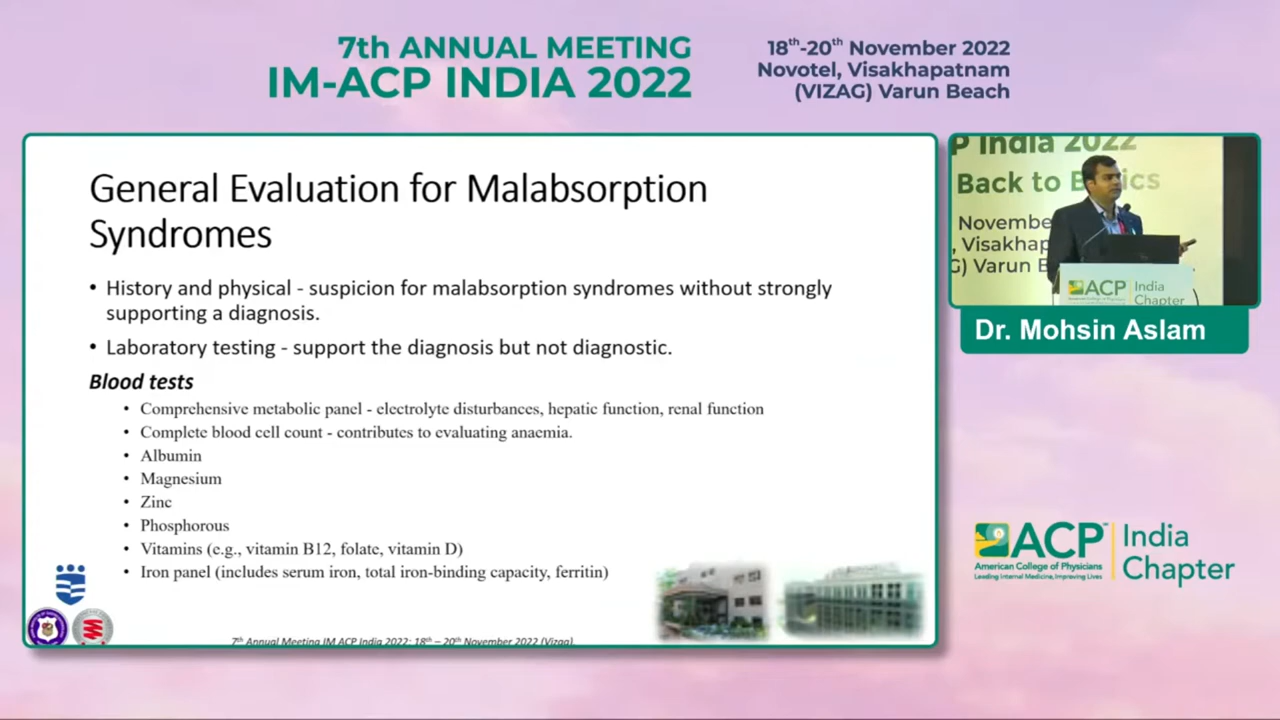 7th ANNUAL MEETING
IM-ACP INDIA 2022
18th-20th November 2022
Novotel, Visakhapatnam
(VIZAG) Varun Beach
General Evaluation for Malabsorption
Syndromes
• History and physical - suspicion for malabsorption syndromes without strongly
supporting a diagnosis.
• Laboratory testing - support the diagnosis but not diagnostic.
Blood tests
• Comprehensive metabolic panel - electrolyte disturbances, hepatic function, renal function
• Complete blood cell count - contributes to evaluating anaemia.
• Albumin
• Magnesium
• Zinc
• Phosphorous
• Vitamins (e.g., vitamin B12, folate, vitamin D)
• Iron panel (includes serum iron, total iron-binding capacity, ferritin)
7th Annual Meeting IM ACP India 2022: 18th – 20th November 2022 (Vizag).
P India 2022
Back to B ics
Novembe
, Visakhap
G) Varun B
ACP India
Chapter
Dr. Mohsin Aslam
ACP India
American College of Physicians Chapter
Leading Internal Medicine, Improving Lives